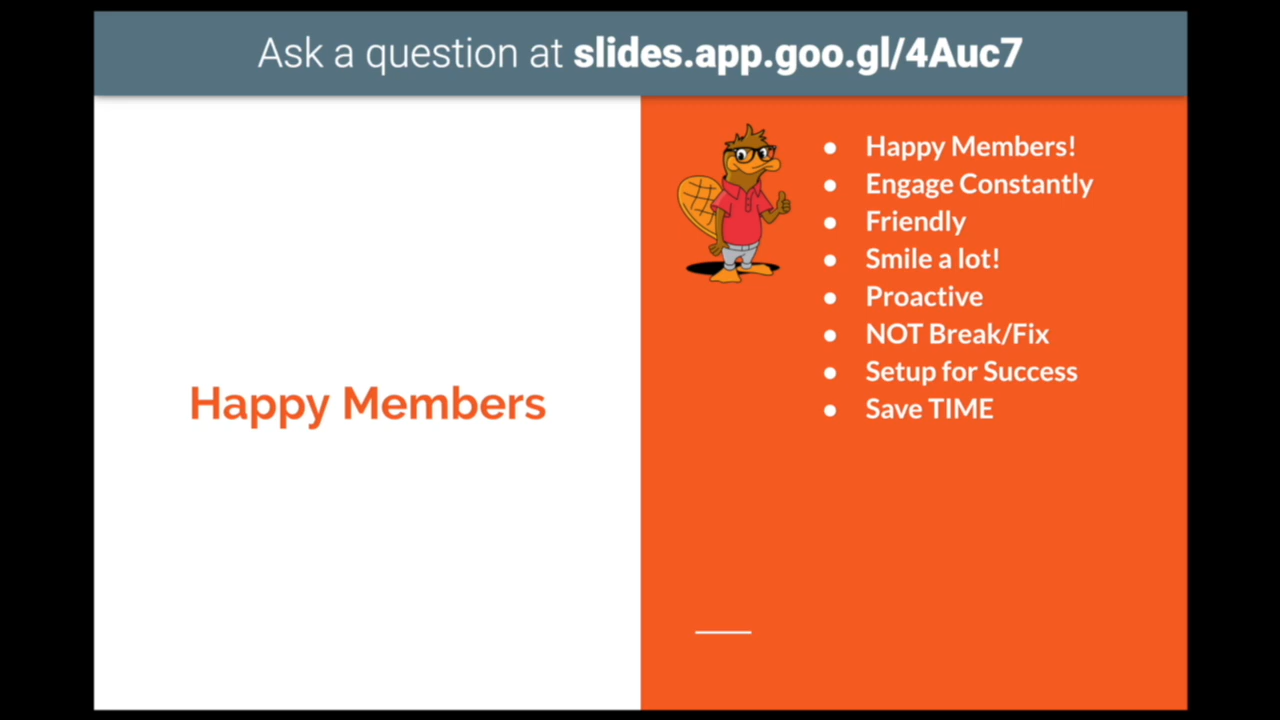 Ask a question at slides.app.goo.gl/4Auc7
Happy Members
Happy Members!
Engage Constantly
Friendly
Smile a lot!
Proactive
NOT Break/Fix
Setup for Success
Save TIME